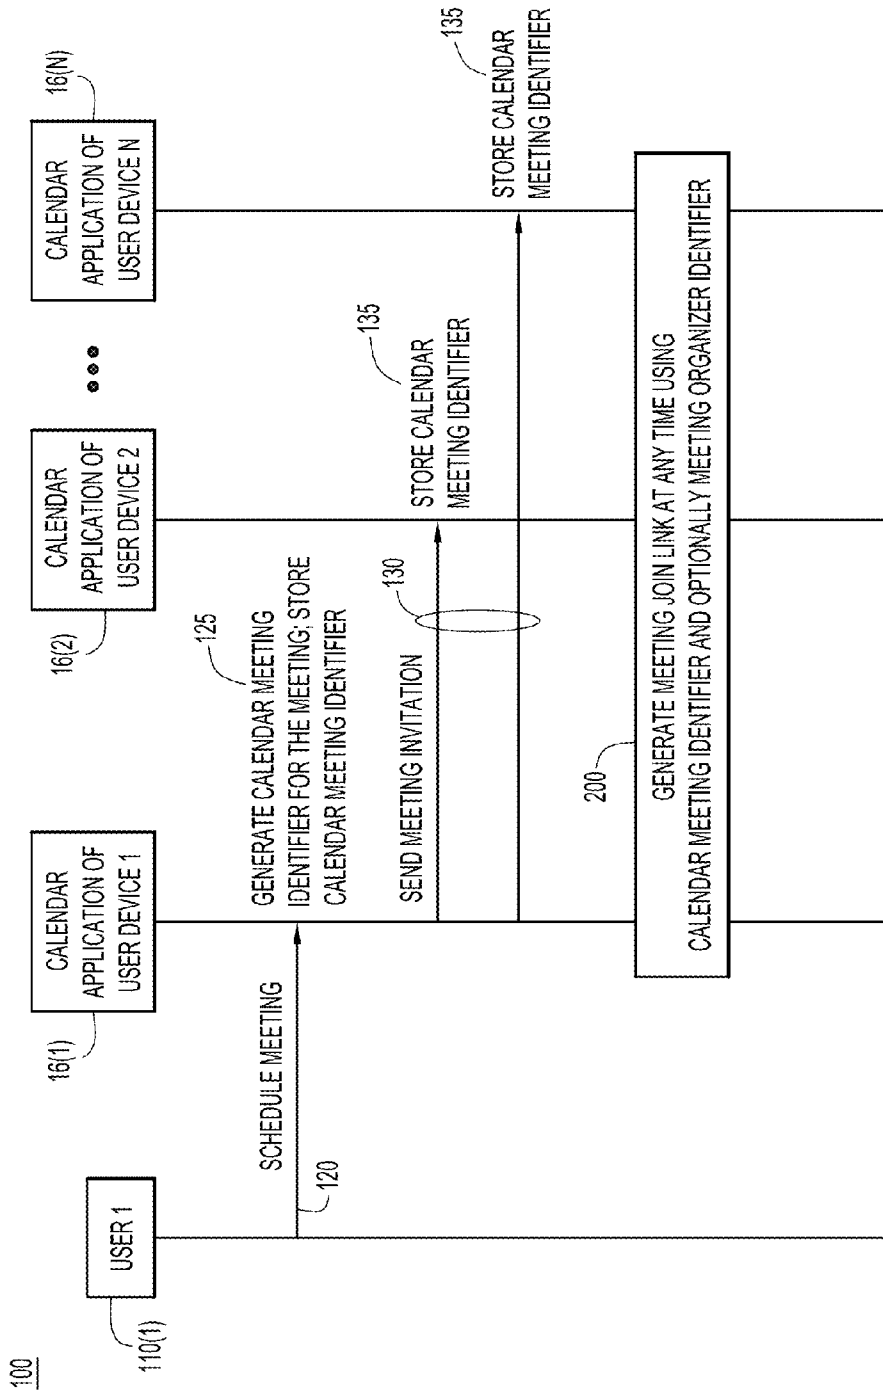 100
110(1)
USER 1
16(1)
CALENDAR
APPLICATION OF
USER DEVICE 1
16(2)
CALENDAR
APPLICATION OF
USER DEVICE 2
16(N)
CALENDAR
APPLICATION OF
USER DEVICE N
SCHEDULE MEETING
120
125
GENERATE CALENDAR MEETING
IDENTIFIER FOR THE MEETING; STORE
CALENDAR MEETING IDENTIFIER
SEND MEETING INVITATION
130
135
STORE CALENDAR
MEETING IDENTIFIER
135
STORE CALENDAR
MEETING IDENTIFIER
200
GENERATE MEETING JOIN LINK AT ANY TIME USING
CALENDAR MEETING IDENTIFIER AND OPTIONALLY MEETING ORGANIZER IDENTIFIER